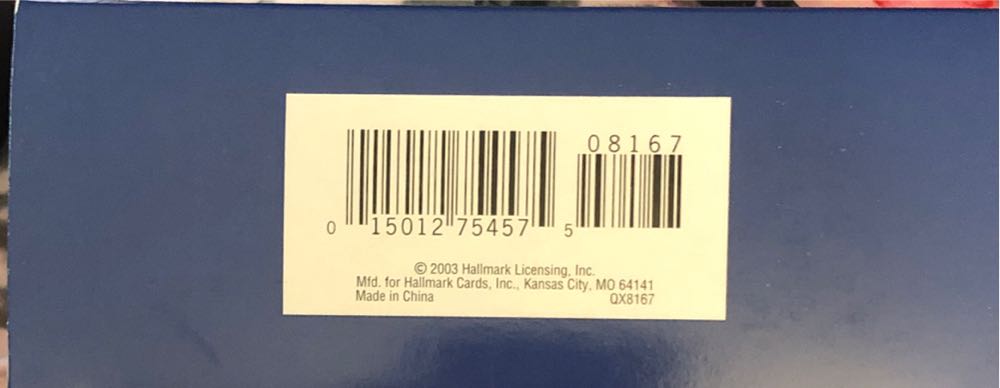 08167
0 15012 75457 5
© 2003 Hallmark Licensing, Inc.
Mfd. for Hallmark Cards, Inc., Kansas City, MO 64141
Made in China QX8167